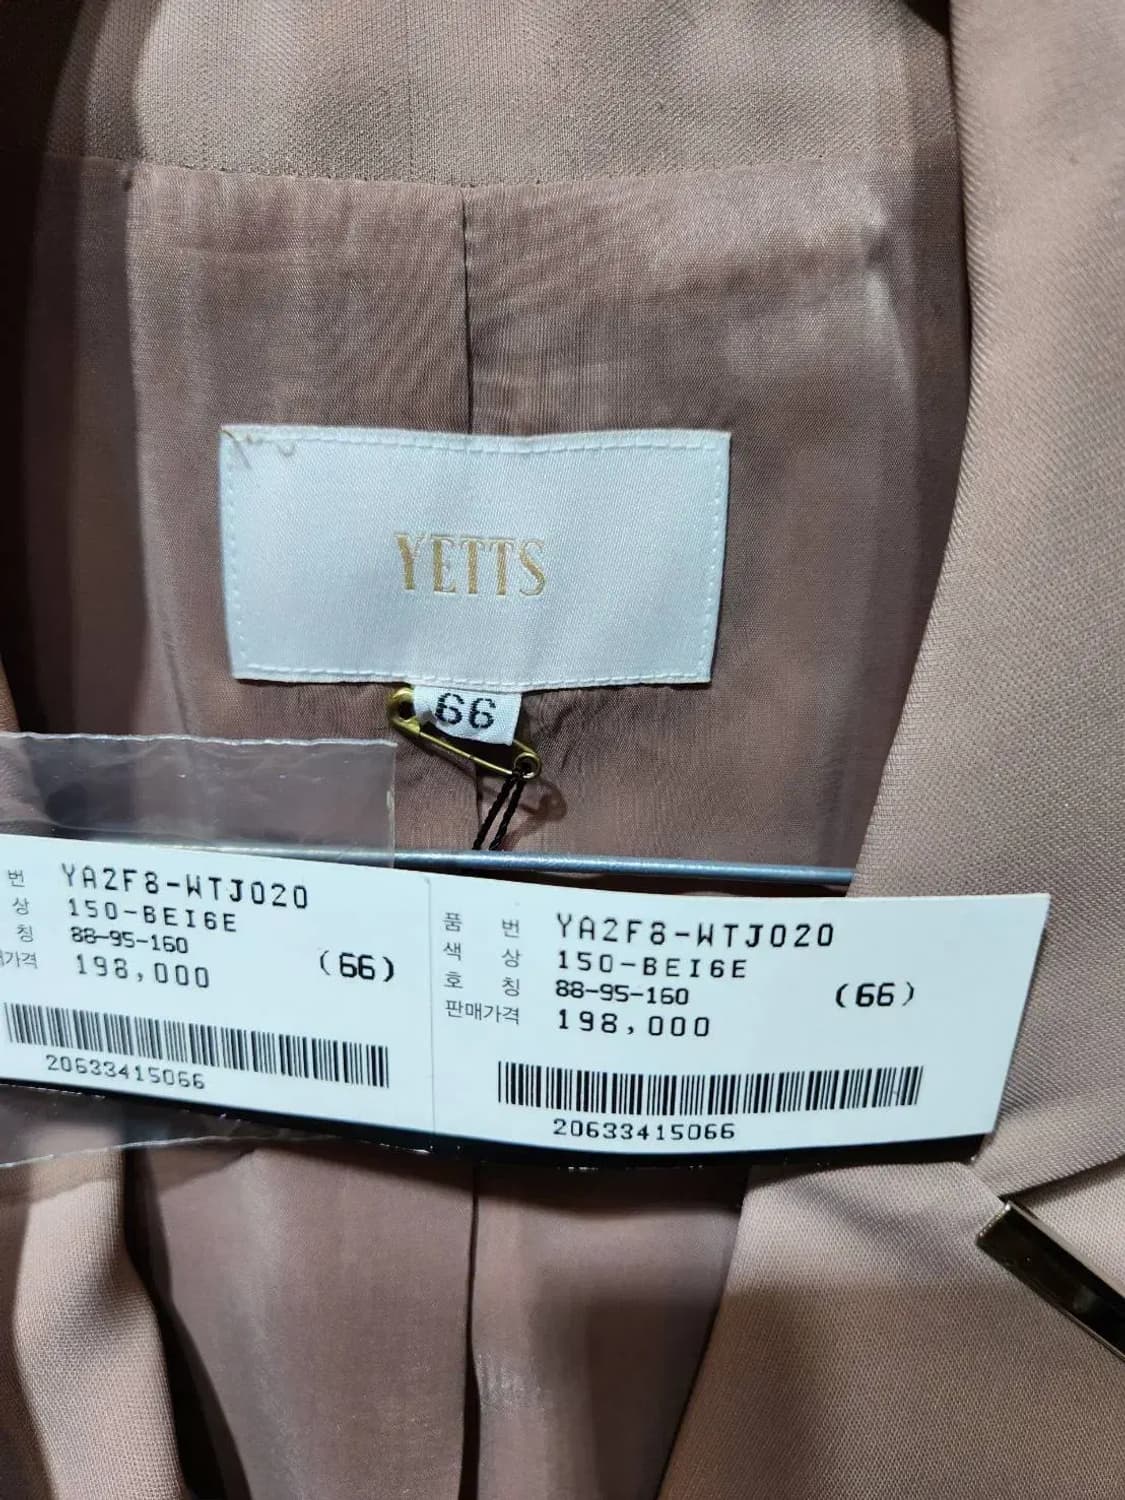 YETTS
66
번 YA2F8-WTJ020
상 150-BEIGE
칭 88-95-160
가격 198,000 (66)
20633415066
품 번 YA2F8-WTJ020
색 상 150-BEIGE
호 칭 88-95-160 (66)
판매가격 198,000
20633415066